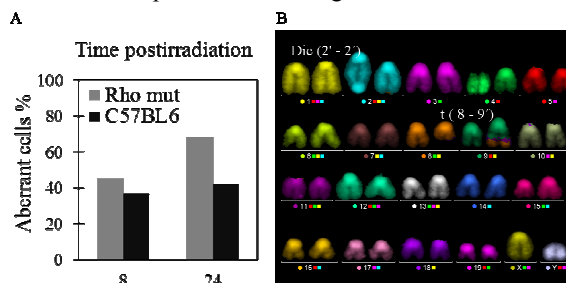 A
Time postirradiation
Aberrant cells %
100
80
60
40
20
0
Rho mut
C57BL6
8 24
B
Dic (2' - 2')
1 2 3 4 5
t ( 8 - 9')
6 7 8 9 10
11 12 13 14 15
16 17 18 19 X Y